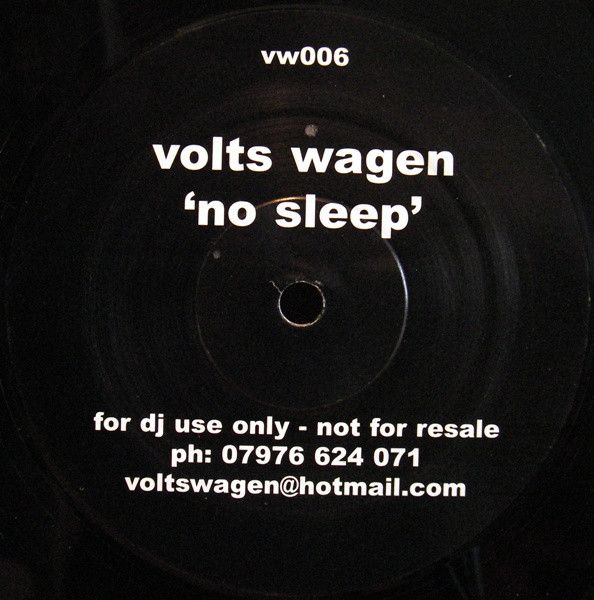 vw006
volts wagen
‘no sleep’
for dj use only - not for resale
ph: 07976 624 071
voltswagen@hotmail.com